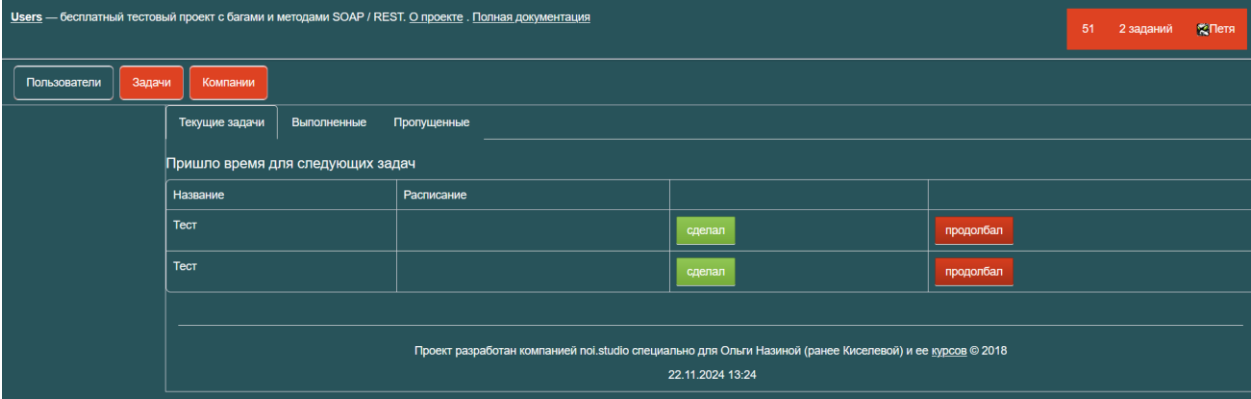 Users — бесплатный тестовый проект с багами и методами SOAP / REST. О проекте . Полная документация
51 2 заданий Петя
Пользователи Задачи Компании
Текущие задачи Выполненные Пропущенные
Пришло время для следующих задач
Название Расписание
Тест сделал продолбал
Тест сделал продолбал
Проект разработан компанией noi.studio специально для Ольги Назиной (ранее Киселевой) и ее курсов © 2018
22.11.2024 13:24